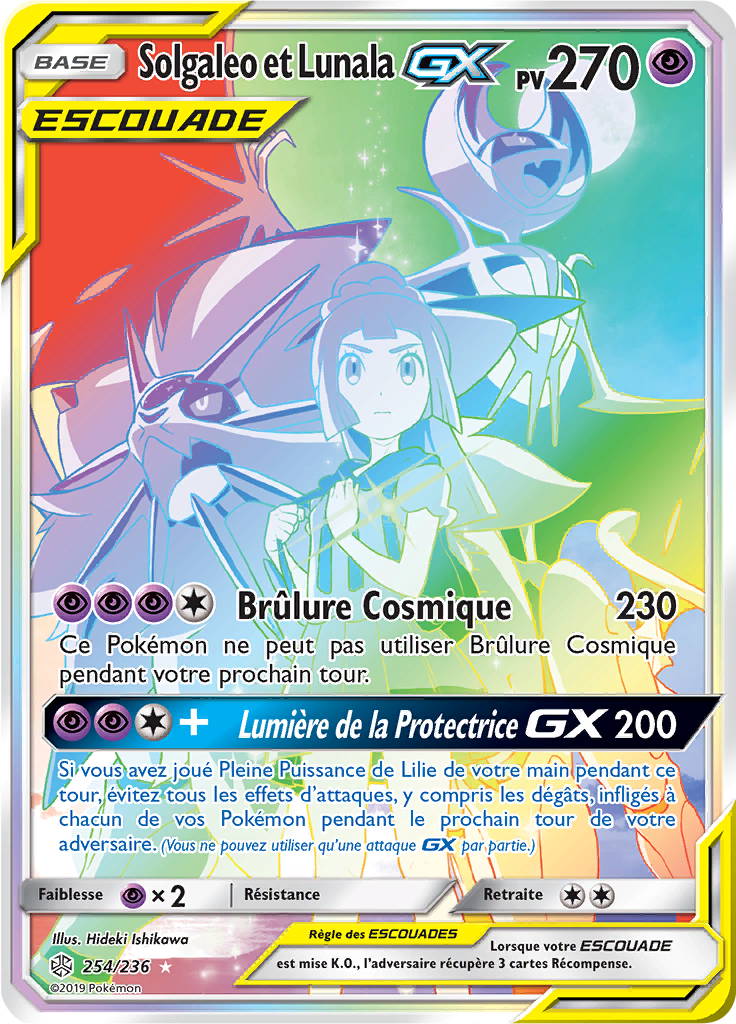 BASE Solgaleo et Lunala GX PV 270
ESCOUADE
Brûlure Cosmique 230
Ce Pokémon ne peut pas utiliser Brûlure Cosmique
pendant votre prochain tour.
+ Lumière de la Protectrice GX 200
Si vous avez joué Pleine Puissance de Lilie de votre main pendant ce
tour, évitez tous les effets d'attaques, y compris les dégâts, infligés à
chacun de vos Pokémon pendant le prochain tour de votre
adversaire. (Vous ne pouvez utiliser qu'une attaque GX par partie.)
Faiblesse ×2 Résistance Retraite
Illus. Hideki Ishikawa
254/236
©2019 Pokémon
Règle des ESCOUADES
Lorsque votre ESCOUADE
est mise K.O., l'adversaire récupère 3 cartes Récompense.